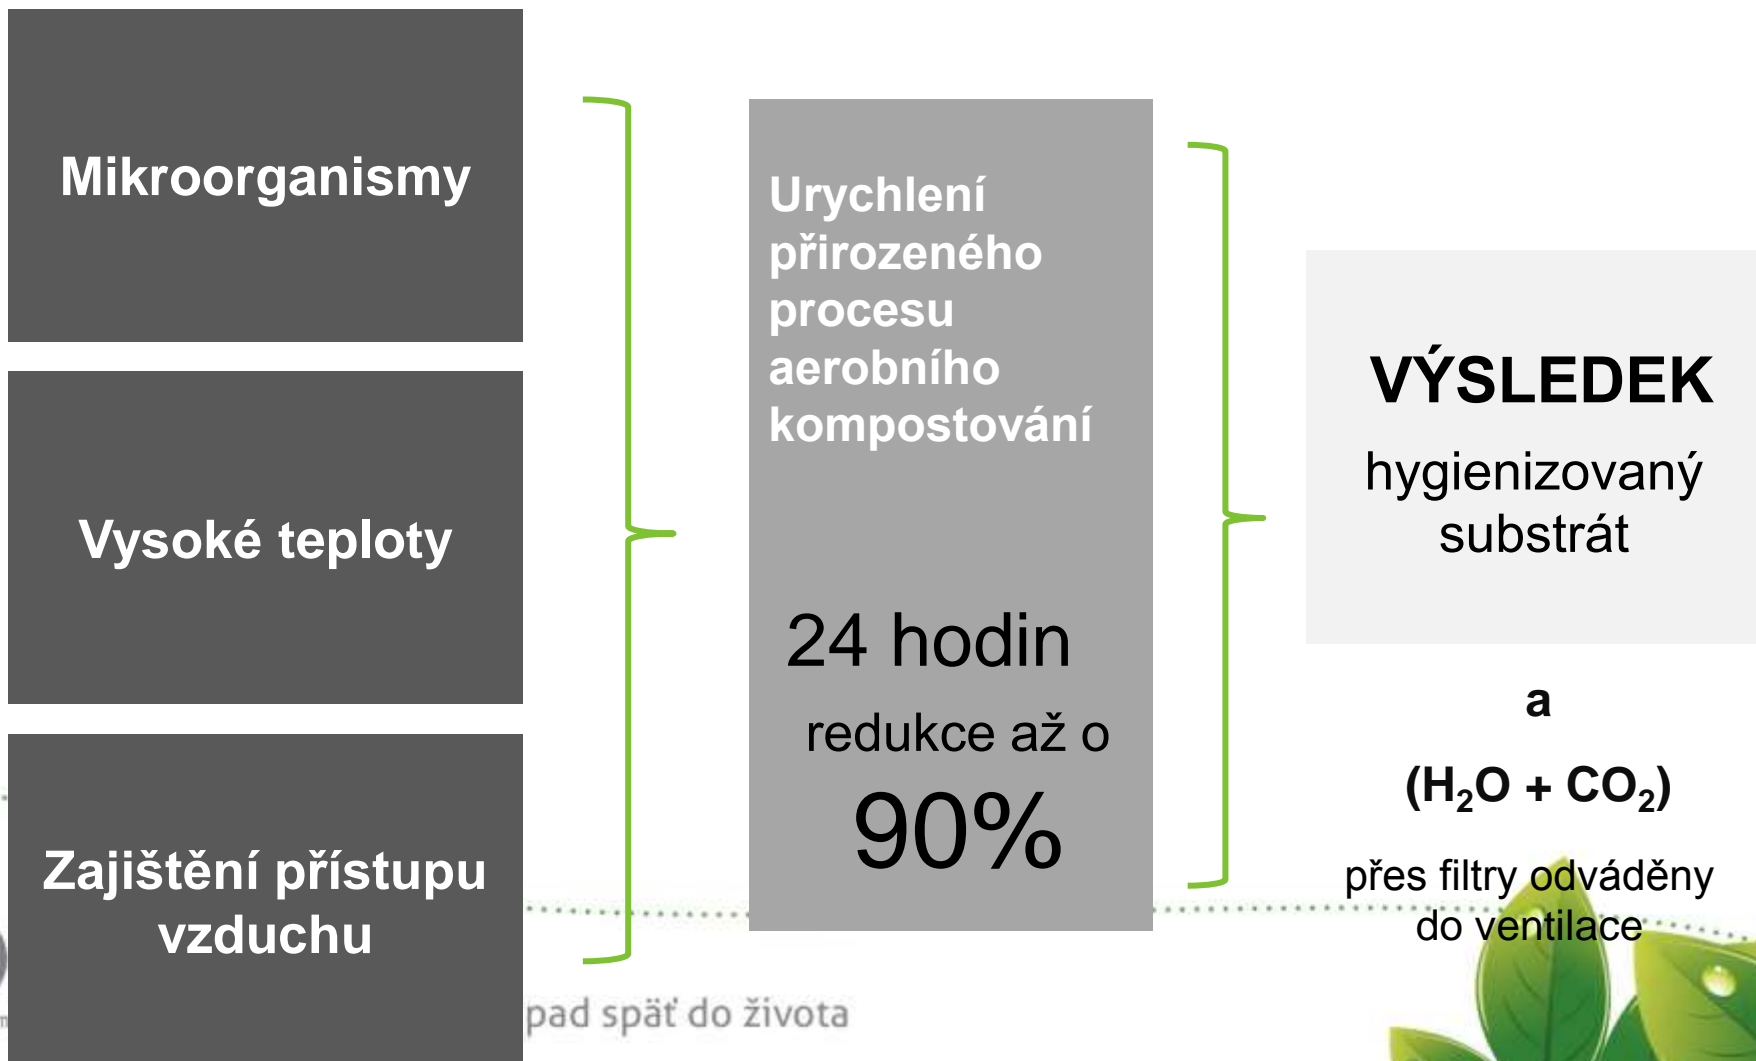 Mikroorganismy
Vysoké teploty
Zajištění přístupu
vzduchu
Urychlení
přirozeného
procesu
aerobního
kompostování
24 hodin
redukce až o
90%
VÝSLEDEK
hygienizovaný
substrát
a
(H₂O + CO₂)
přes filtry odváděny
do ventilace
pad späť do života